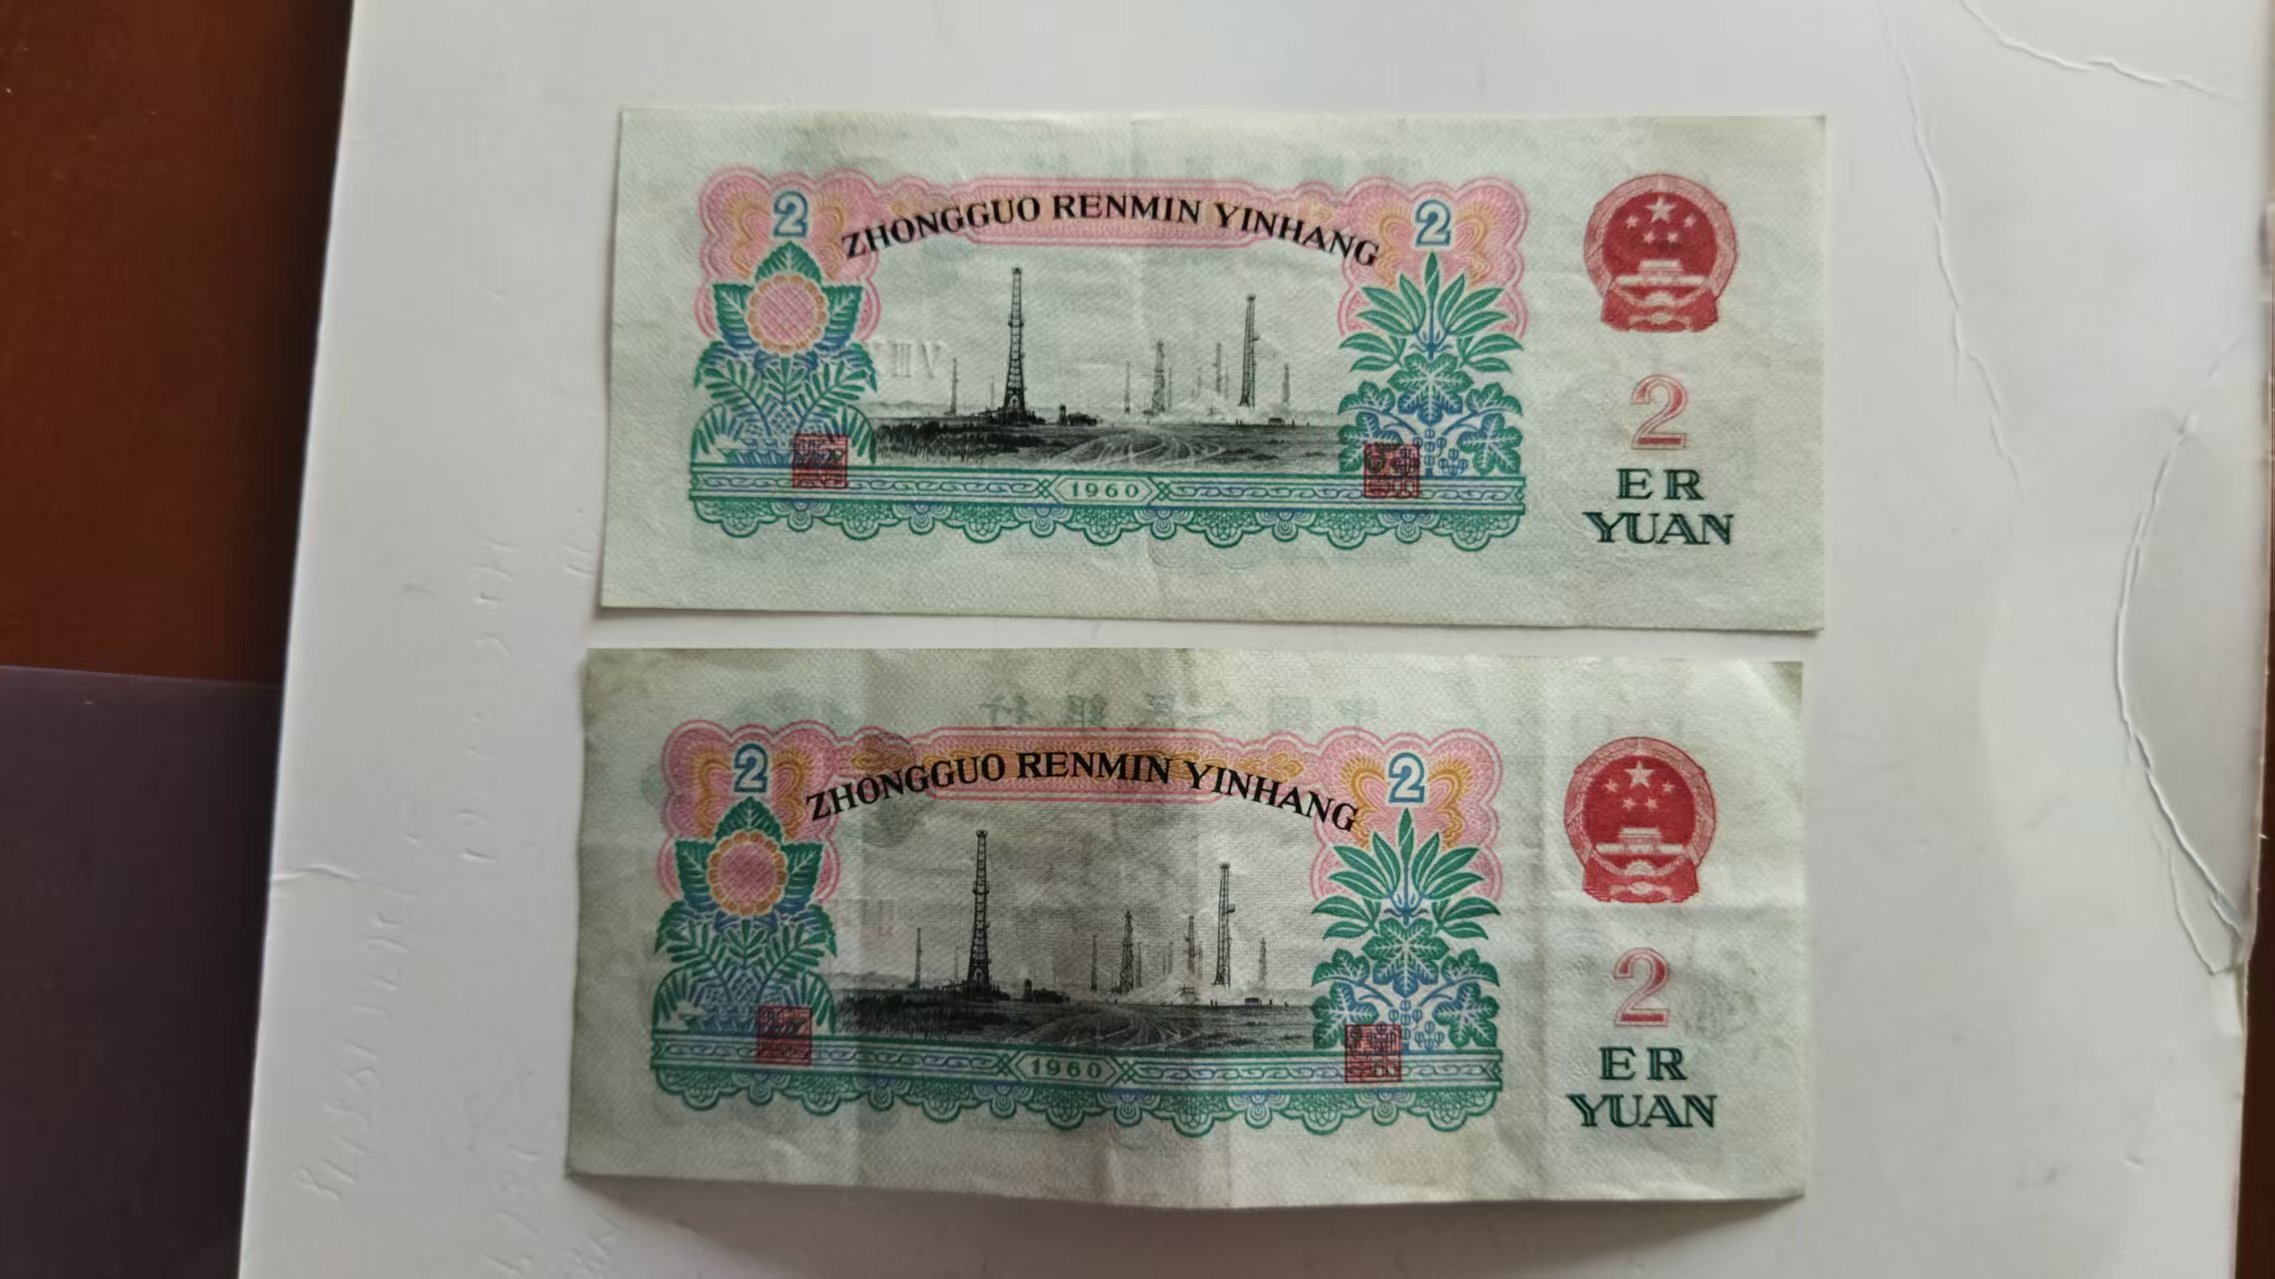 2 ZHONGGUO RENMIN YINHANG 2
2
ER
YUAN
1960
2 ZHONGGUO RENMIN YINHANG 2
2
ER
YUAN
1960